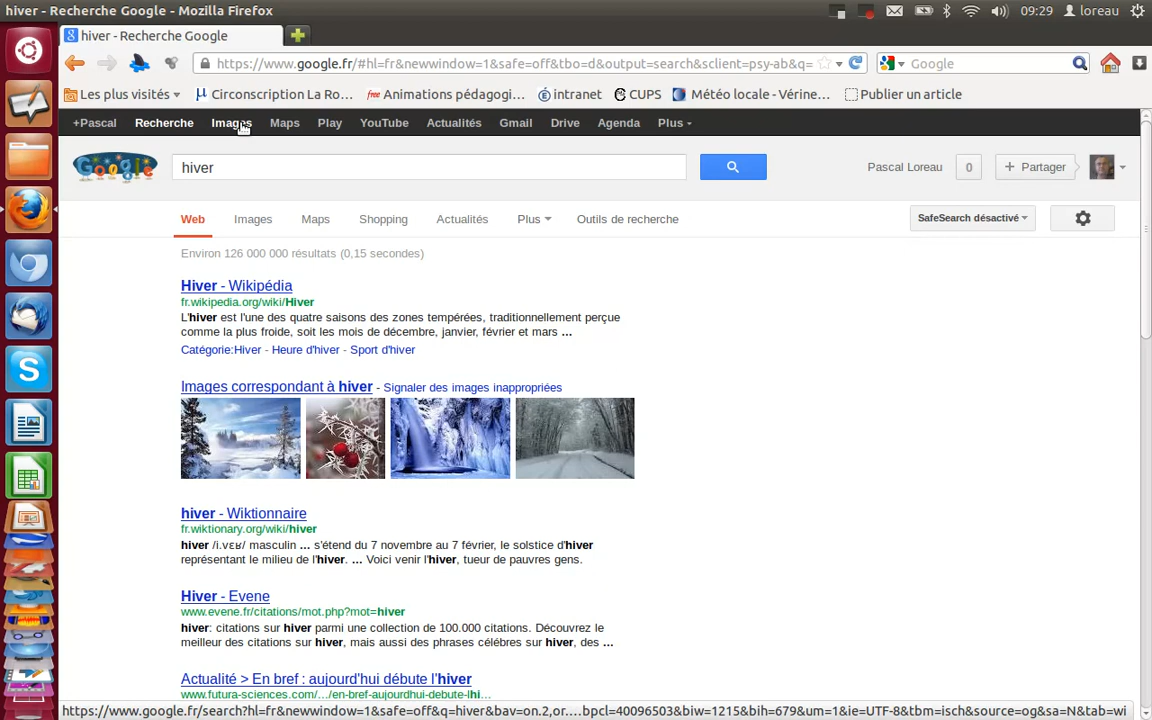 hiver - Recherche Google - Mozilla Firefox
09:29 loreau
hiver - Recherche Google
https://www.google.fr/#hl=fr&newwindow=1&safe=off&tbo=d&output=search&sclient=psy-ab&q= Google
Les plus visités Circonscription La Ro... free Animations pédagogi... intranet CUPS Météo locale - Vérine... Publier un article
+Pascal Recherche Images Maps Play YouTube Actualités Gmail Drive Agenda Plus
Google hiver Pascal Loreau 0 + Partager
Web Images Maps Shopping Actualités Plus Outils de recherche SafeSearch désactivé
Environ 126 000 000 résultats (0,15 secondes)
Hiver - Wikipédia
fr.wikipedia.org/wiki/Hiver
L'hiver est l'une des quatre saisons des zones tempérées, traditionnellement perçue
comme la plus froide, soit les mois de décembre, janvier, février et mars ...
Catégorie:Hiver - Heure d'hiver - Sport d'hiver
Images correspondant à hiver - Signaler des images inappropriées
hiver - Wiktionnaire
fr.wiktionary.org/wiki/hiver
hiver /i.vɛʁ/ masculin ... s'étend du 7 novembre au 7 février, le solstice d'hiver
représentant le milieu de l'hiver. ... Voici venir l'hiver, tueur de pauvres gens.
Hiver - Evene
www.evene.fr/citations/mot.php?mot=hiver
hiver: citations sur hiver parmi une collection de 100.000 citations. Découvrez le
meilleur des citations sur hiver, mais aussi des phrases célébres sur hiver, des ...
Actualité > En bref : aujourd'hui débute l'hiver
www.futura-sciences.com/.../en-bref-aujourdhui-debute-lhi...
https://www.google.fr/search?hl=fr&newwindow=1&safe=off&q=hiver&bav=on.2,or....bpcl=40096503&biw=1215&bih=679&um=1&ie=UTF-8&tbm=isch&source=og&sa=N&tab=wi